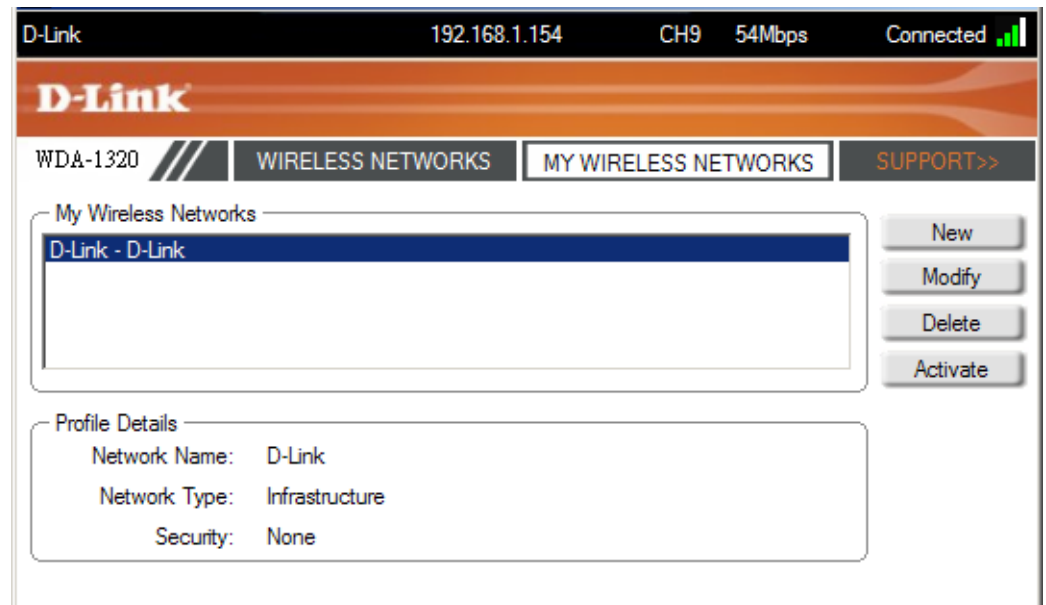 D-Link 192.168.1.154 CH9 54Mbps Connected
D-Link
WDA-1320 WIRELESS NETWORKS MY WIRELESS NETWORKS SUPPORT>>
My Wireless Networks
D-Link - D-Link
New
Modify
Delete
Activate
Profile Details
Network Name: D-Link
Network Type: Infrastructure
Security: None